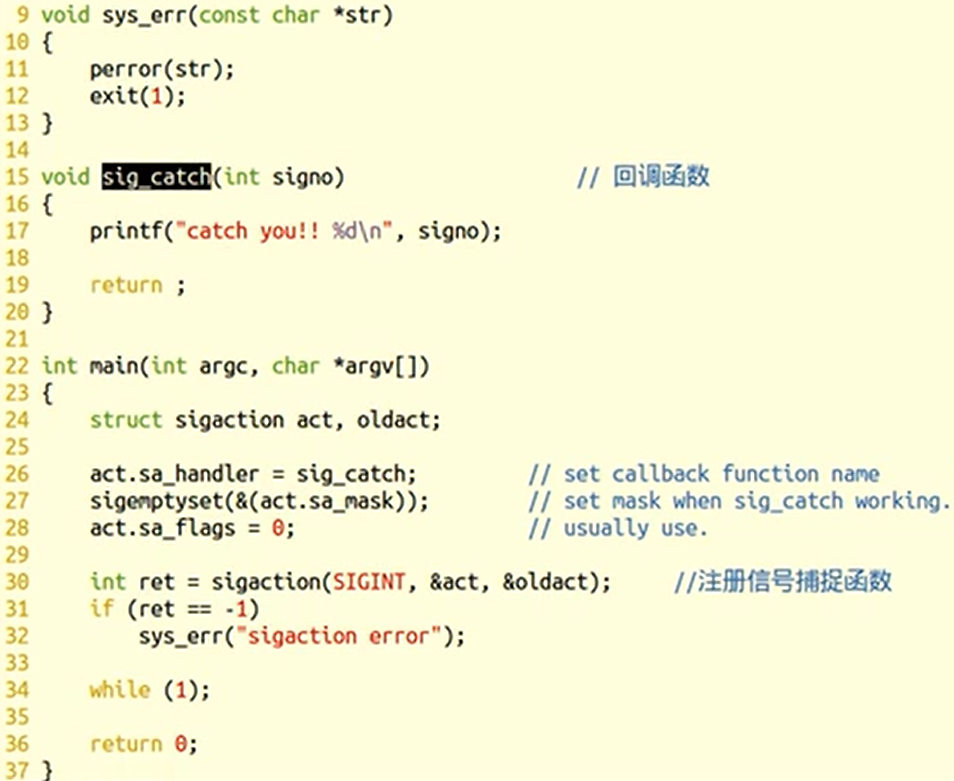 9 void sys_err(const char *str)
10 {
11     perror(str);
12     exit(1);
13 }
14
15 void sig_catch(int signo)                   // 回调函数
16 {
17     printf("catch you!! %d\n", signo);
18
19     return ;
20 }
21
22 int main(int argc, char *argv[])
23 {
24     struct sigaction act, oldact;
25
26     act.sa_handler = sig_catch;         // set callback function name
27     sigemptyset(&(act.sa_mask));        // set mask when sig_catch working.
28     act.sa_flags = 0;                   // usually use.
29
30     int ret = sigaction(SIGINT, &act, &oldact);     //注册信号捕捉函数
31     if (ret == -1)
32         sys_err("sigaction error");
33
34     while (1);
35
36     return 0;
37 }